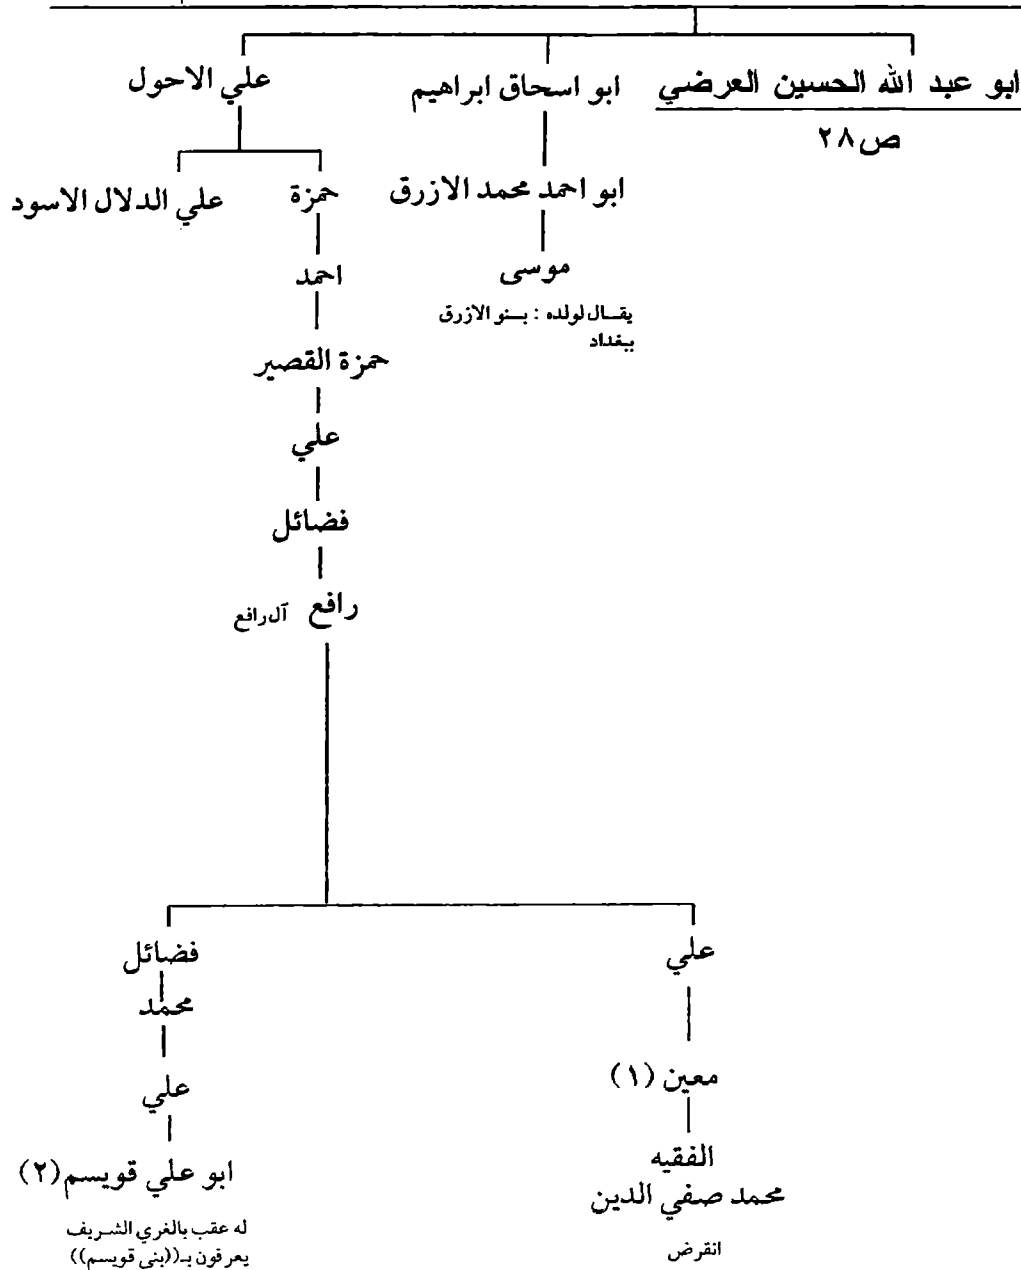 ابو عبد الله الحسين العرضي
ابو اسحاق ابراهيم
علي الاحول
ص٢٨
ابو احمد محمد الازرق
حمزة
علي الدلال الاسود
موسى
احمد
يقال لولده : بنو الازرق
ببغداد
حمزة القصير
علي
فضائل
رافع آل رافع
علي
فضائل
محمد
معين (١)
علي
الفقيه
محمد صفي الدين
انقرض
ابو علي قويسم (٢)
له عقب بالغري الشريف
يعرفون بـ((بني قويسم))